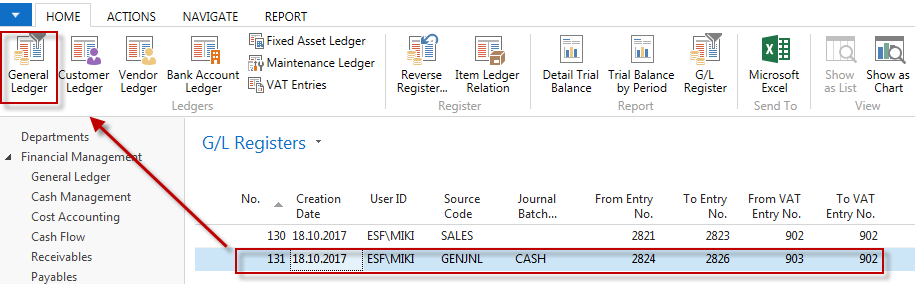 HOME ACTIONS NAVIGATE REPORT
General Ledger
Customer Ledger
Vendor Ledger
Bank Account Ledger
Fixed Asset Ledger
Maintenance Ledger
VAT Entries
Ledgers
Reverse Register...
Item Ledger Relation
Register
Detail Trial Balance
Trial Balance by Period
G/L Register
Report
Microsoft Excel
Send To
Show as List
Show as Chart
View
Departments
Financial Management
General Ledger
Cash Management
Cost Accounting
Cash Flow
Receivables
Payables
G/L Registers
No. Creation Date User ID Source Code Journal Batch... From Entry No. To Entry No. From VAT Entry No. To VAT Entry No.
130 18.10.2017 ESF\MIKI SALES 2821 2823 902 902
131 18.10.2017 ESF\MIKI GENJNL CASH 2824 2826 903 902